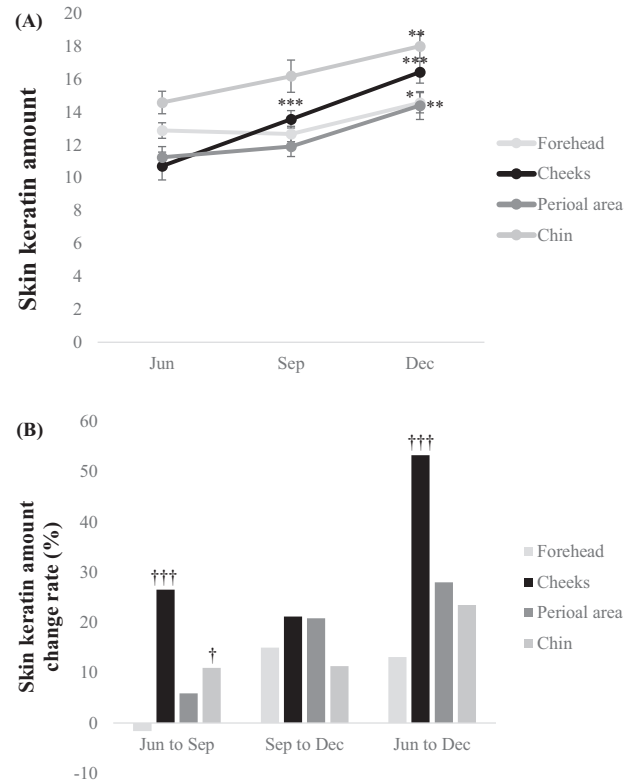 (A)
Skin keratin amount
20
18
16
14
12
10
8
6
4
2
0
***
**
***
*
**
Jun Sep Dec
Forehead
Cheeks
Perioal area
Chin
(B)
Skin keratin amount
change rate (%)
60
50
40
30
20
10
0
-10
†††
†
†††
Jun to Sep Sep to Dec Jun to Dec
Forehead
Cheeks
Perioal area
Chin